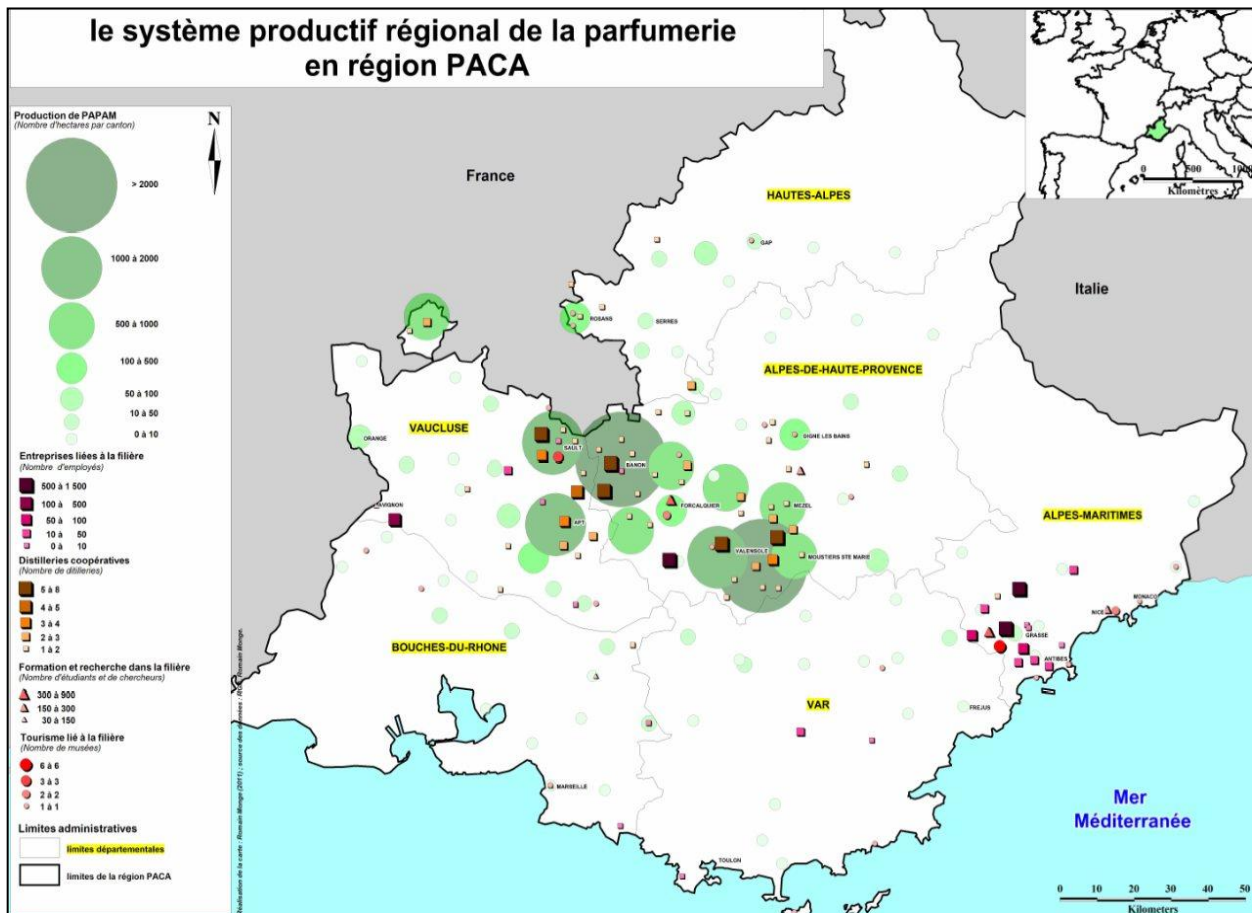 le système productif régional de la parfumerie
en région PACA
Production de PAPAM
(Nombre d'hectares par canton)
N
> 2000
1000 à 2000
500 à 1000
100 à 500
50 à 100
10 à 50
0 à 10
Entreprises liées à la filière
(Nombre d'employés)
500 à 1 500
100 à 500
50 à 100
10 à 50
0 à 10
Distilleries coopératives
(Nombre de ditilleries)
5 à 8
4 à 5
3 à 4
2 à 3
1 à 2
Formation et recherche dans la filière
(Nombre d'étudiants et de chercheurs)
300 à 900
150 à 300
30 à 150
Tourisme lié à la filière
(Nombre de musées)
6 à 6
3 à 3
2 à 2
1 à 1
Limites administratives
limites départementales
limites de la région PACA
0 500 1000
Kilomètres
France
Italie
HAUTES-ALPES
GAP
ROSANS
SERRES
ALPES-DE-HAUTE-PROVENCE
VAUCLUSE
ORANGE
SAULT
BANON
DIGNE LES BAINS
AVIGNON
FORCALQUIER
MEZEL
APT
ALPES-MARITIMES
VALENSOLE
MOUSTIERS STE MARIE
MONACO
NICE
GRASSE
ANTIBES
BOUCHES-DU-RHONE
VAR
FREJUS
MARSEILLE
TOULON
Mer
Méditerranée
0 10 20 30 40 50
Kilometers